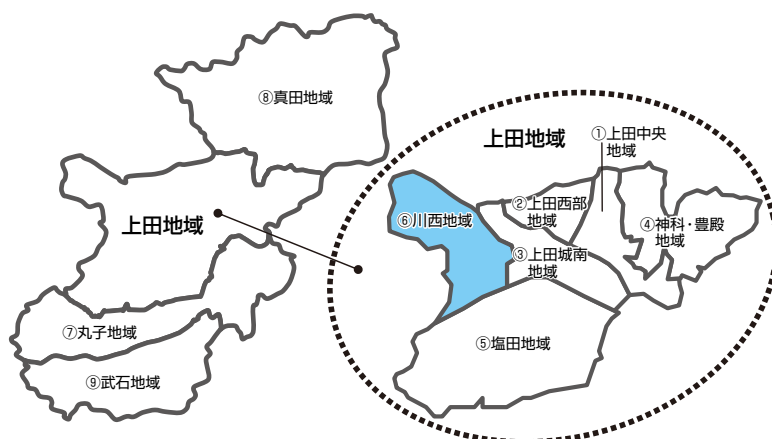 ⑧真田地域
上田地域
⑦丸子地域
⑨武石地域
上田地域
①上田中央
地域
②上田西部
地域
③上田城南
地域
④神科・豊殿
地域
⑤塩田地域
⑥川西地域